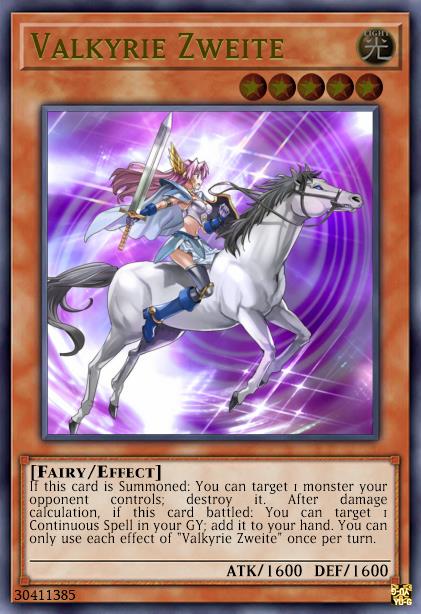 Valkyrie Zweite
LIGHT
光
[Fairy/Effect]
If this card is Summoned: You can target 1 monster your
opponent controls; destroy it. After damage
calculation, if this card battled: You can target 1
Continuous Spell in your GY; add it to your hand. You can
only use each effect of "Valkyrie Zweite" once per turn.
ATK/1600 DEF/1600
30411385